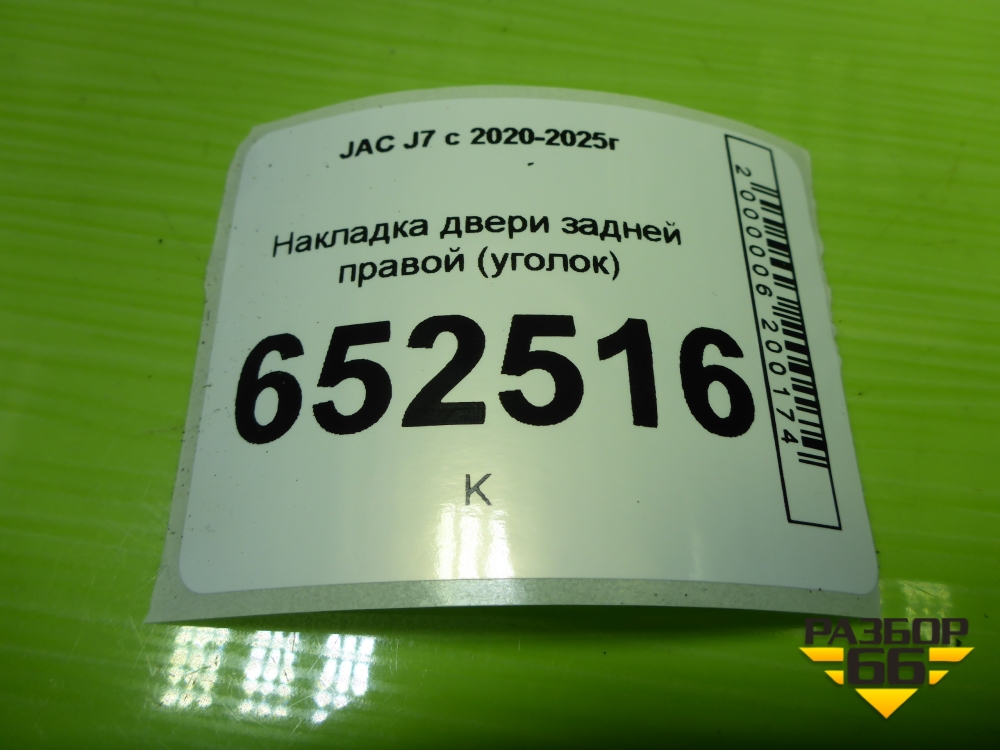 JAC J7 с 2020-2025г
Накладка двери задней
правой (уголок)
652516
К
2000006200174
РАЗБОР
66